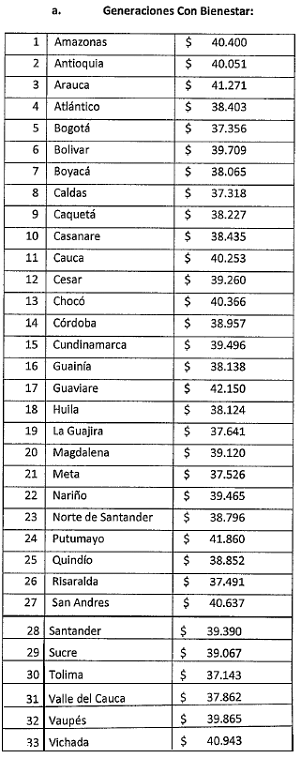 a. Generaciones Con Bienestar:
1 Amazonas $ 40.400
2 Antioquia $ 40.051
3 Arauca $ 41.271
4 Atlántico $ 38.403
5 Bogotá $ 37.356
6 Bolivar $ 39.709
7 Boyacá $ 38.065
8 Caldas $ 37.318
9 Caquetá $ 38.227
10 Casanare $ 38.435
11 Cauca $ 40.253
12 Cesar $ 39.260
13 Chocó $ 40.366
14 Córdoba $ 38.957
15 Cundinamarca $ 39.496
16 Guainía $ 38.138
17 Guaviare $ 42.150
18 Huila $ 38.124
19 La Guajira $ 37.641
20 Magdalena $ 39.120
21 Meta $ 37.526
22 Nariño $ 39.465
23 Norte de Santander $ 38.796
24 Putumayo $ 41.860
25 Quindío $ 38.852
26 Risaralda $ 37.491
27 San Andres $ 40.637
28 Santander $ 39.390
29 Sucre $ 39.067
30 Tolima $ 37.143
31 Valle del Cauca $ 37.862
32 Vaupés $ 39.865
33 Vichada $ 40.943